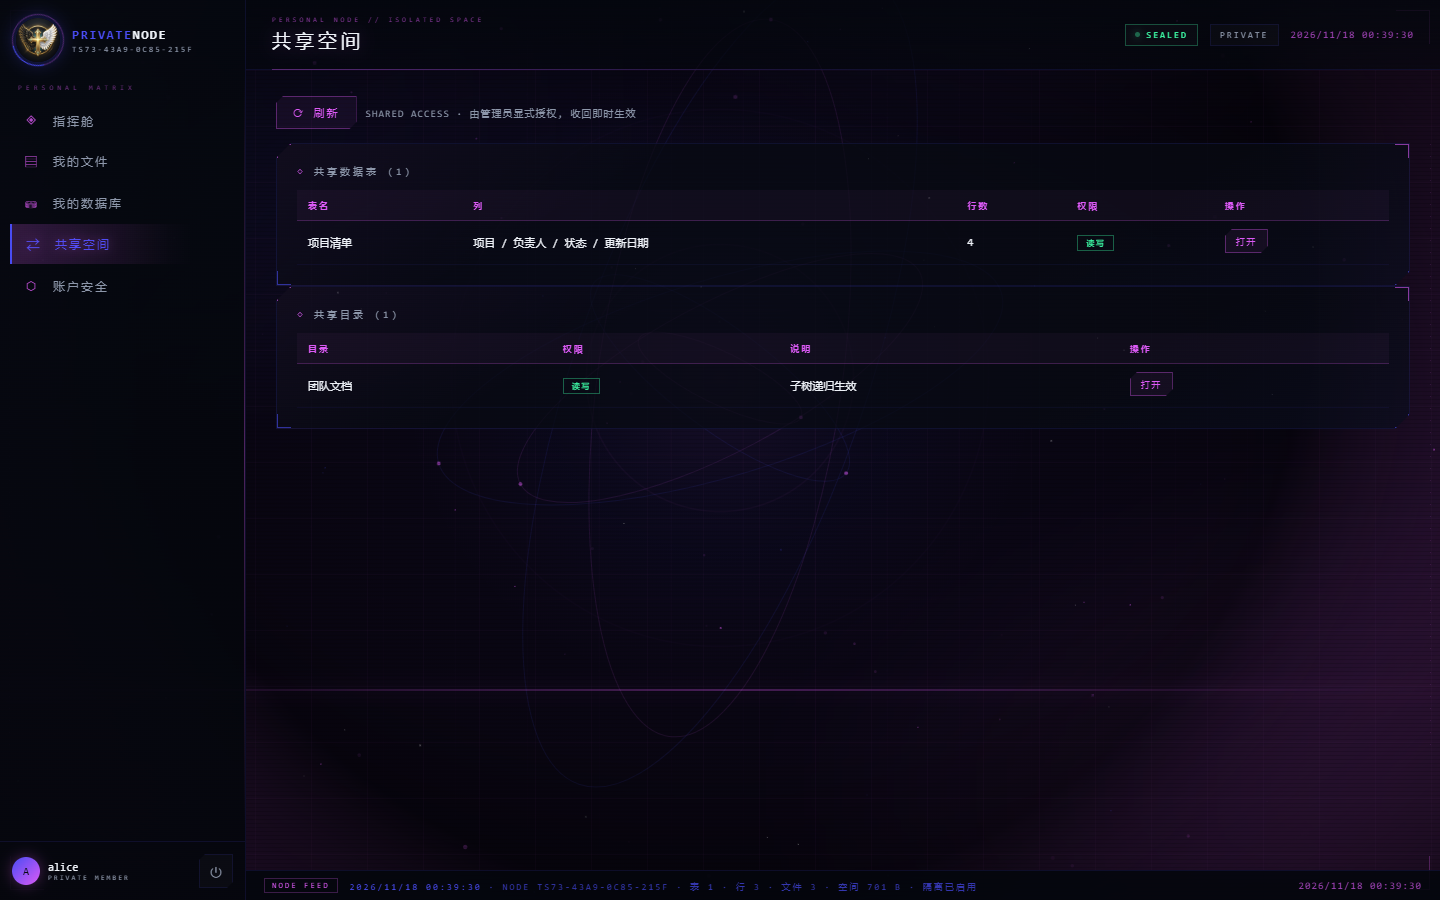 PRIVATENODE
TS73-43A9-0C85-215F
PERSONAL MATRIX
指挥舱
我的文件
我的数据库
共享空间
账户安全
A
alice
PRIVATE MEMBER
PERSONAL NODE // ISOLATED SPACE
共享空间
SEALED
PRIVATE
2026/11/18 00:39:30
刷新
SHARED ACCESS · 由管理员显式授权, 收回即时生效
共享数据表 (1)
表名 列 行数 权限 操作
项目清单 项目 / 负责人 / 状态 / 更新日期 4 读写 打开
共享目录 (1)
目录 权限 说明 操作
团队文档 读写 子树递归生效 打开
NODE FEED 2026/11/18 00:39:30 · NODE TS73-43A9-0C85-215F · 表 1 · 行 3 · 文件 3 · 空间 701 B · 隔离已启用 2026/11/18 00:39:30